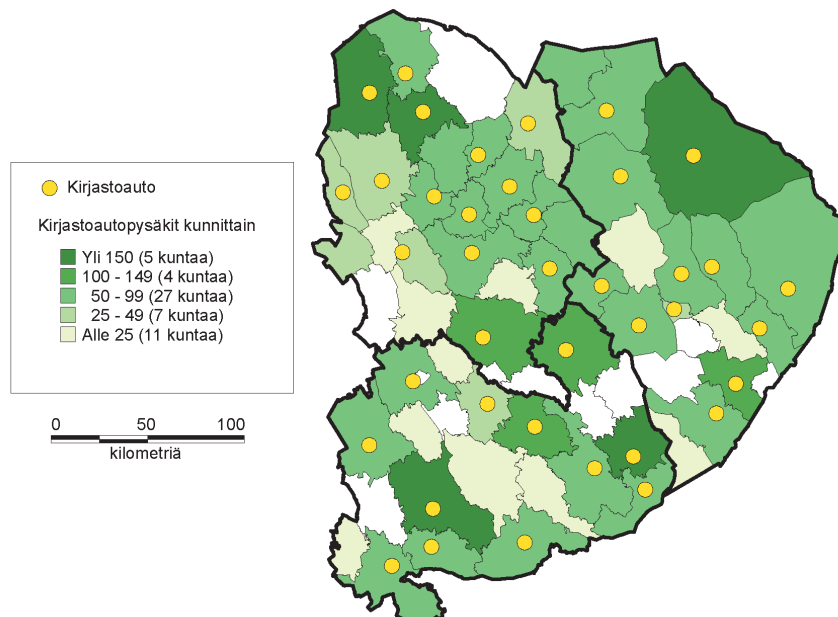 Kirjastoauto
Kirjastoautopysäkit kunnittain
Yli 150 (5 kuntaa)
100 - 149 (4 kuntaa)
50 - 99 (27 kuntaa)
25 - 49 (7 kuntaa)
Alle 25 (11 kuntaa)
0 50 100
kilometriä